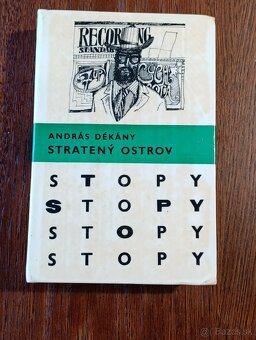 RECORDING
STANDARD
ANDRÁS DÉKÁNY
STRATENÝ OSTROV
STOPY
STOPY
STOPY
STOPY